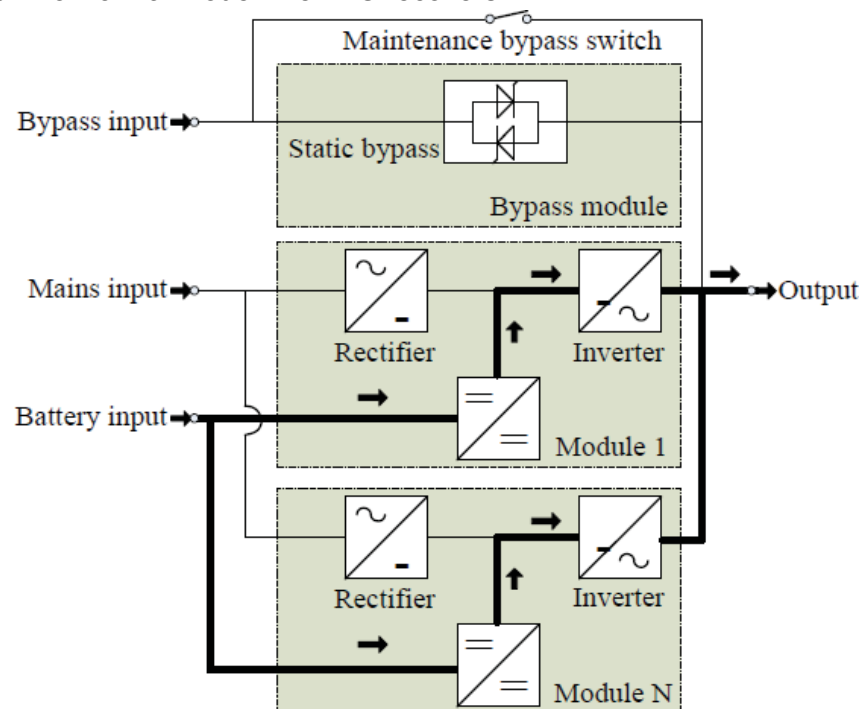 Maintenance bypass switch
Bypass input
Static bypass
Bypass module
Mains input
Output
Rectifier
Inverter
Battery input
Module 1
Rectifier
Inverter
Module N